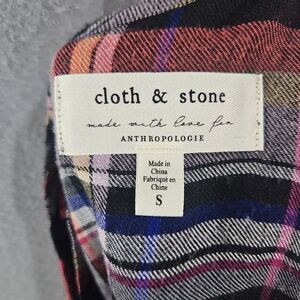 cloth & stone
made with love for
ANTHROPOLOGIE
Made in
China
Fabriqué en
Chine
S